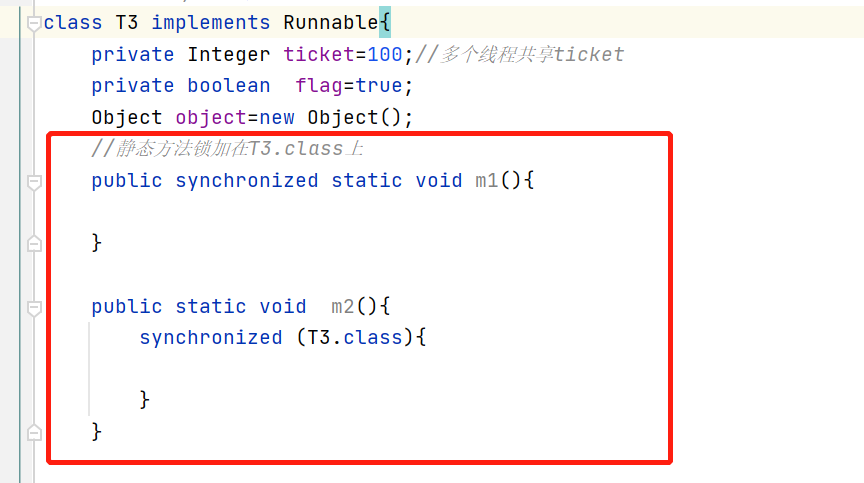 class T3 implements Runnable{
private Integer ticket=100;//多个线程共享ticket
private boolean  flag=true;
Object object=new Object();
//静态方法锁加在T3.class上
public synchronized static void m1(){
}
public static void  m2(){
synchronized (T3.class){
}
}